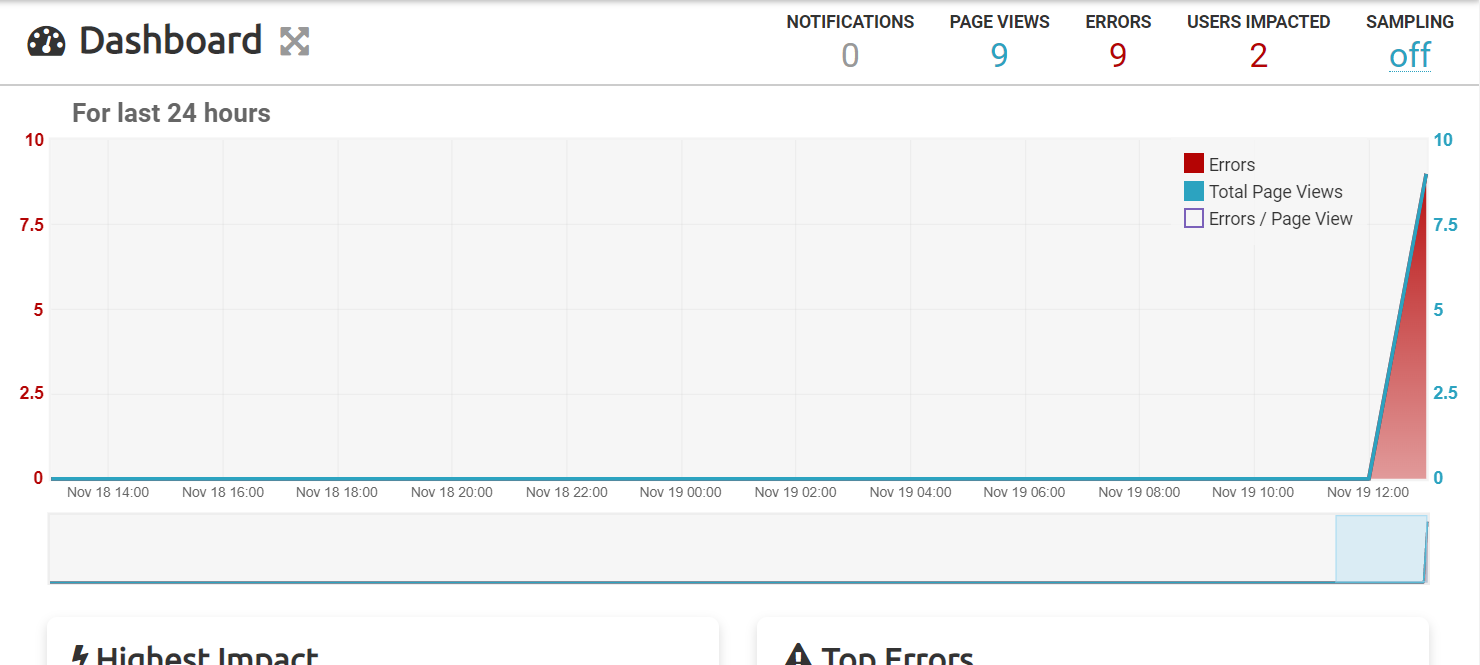 Dashboard
NOTIFICATIONS PAGE VIEWS ERRORS USERS IMPACTED SAMPLING
0 9 9 2 off
For last 24 hours
10 10
Errors
Total Page Views
7.5 Errors / Page View 7.5
5 5
2.5 2.5
0 0
Nov 18 14:00 Nov 18 16:00 Nov 18 18:00 Nov 18 20:00 Nov 18 22:00 Nov 19 00:00 Nov 19 02:00 Nov 19 04:00 Nov 19 06:00 Nov 19 08:00 Nov 19 10:00 Nov 19 12:00
Highest Impact Top Errors